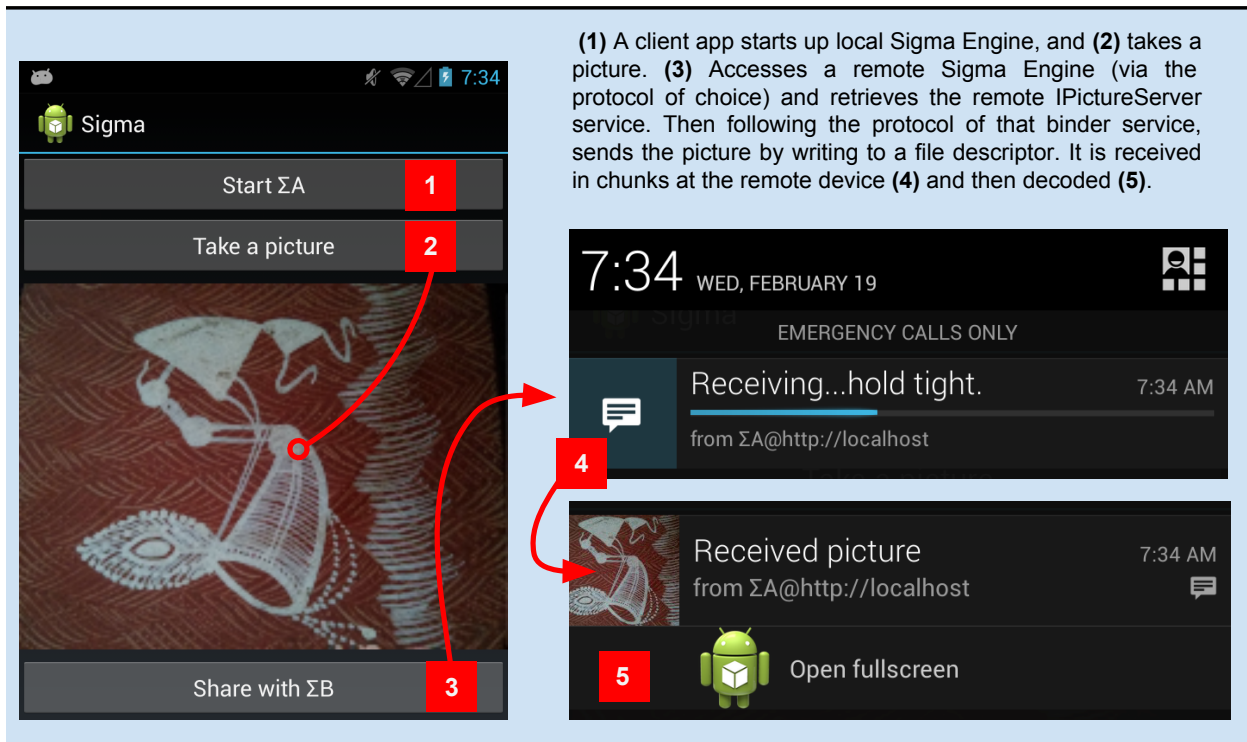 (1) A client app starts up local Sigma Engine, and (2) takes a
picture. (3) Accesses a remote Sigma Engine (via the
protocol of choice) and retrieves the remote IPictureServer
service. Then following the protocol of that binder service,
sends the picture by writing to a file descriptor. It is received
in chunks at the remote device (4) and then decoded (5).
7:34
Sigma
Start ΣA 1
Take a picture 2
Share with ΣB 3
7:34 WED, FEBRUARY 19
Sigma
EMERGENCY CALLS ONLY
Receiving...hold tight. 7:34 AM
from ΣA@http://localhost
4
Received picture 7:34 AM
from ΣA@http://localhost
5 Open fullscreen